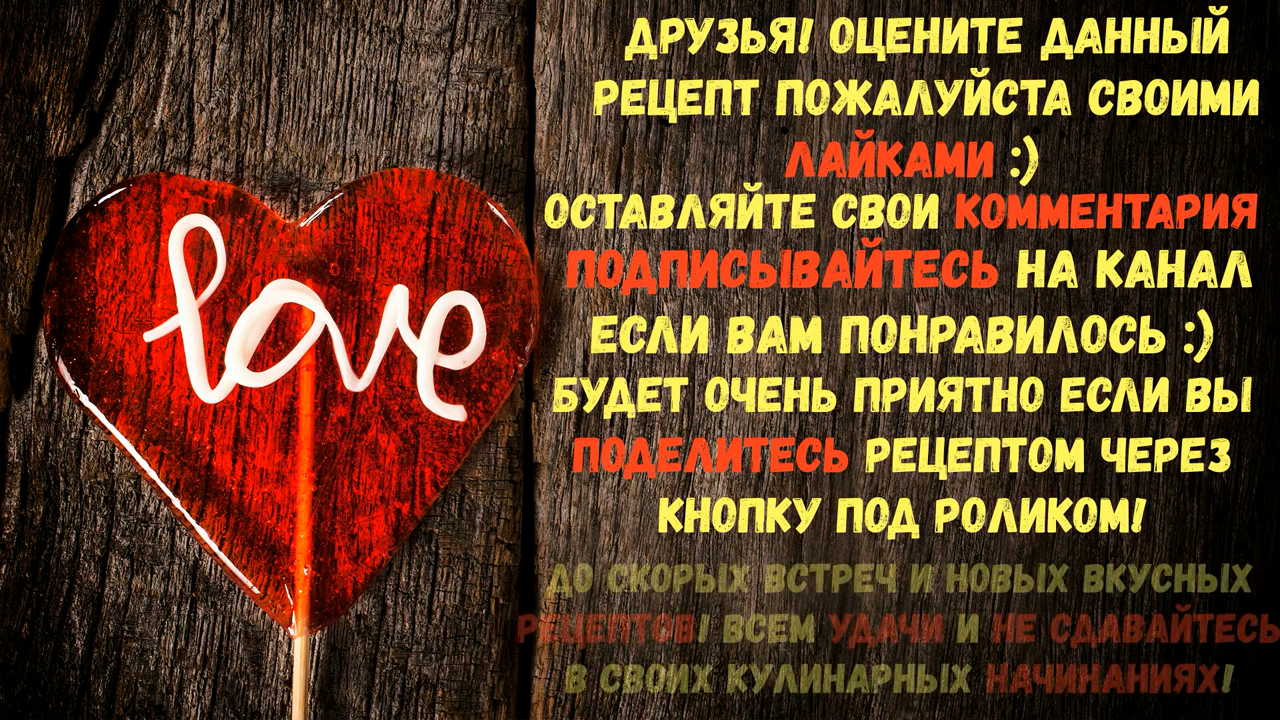 love
ДРУЗЬЯ! ОЦЕНИТЕ ДАННЫЙ
РЕЦЕПТ ПОЖАЛУЙСТА СВОИМИ
ЛАЙКАМИ :)
ОСТАВЛЯЙТЕ СВОИ КОММЕНТАРИЯ
ПОДПИСЫВАЙТЕСЬ НА КАНАЛ
ЕСЛИ ВАМ ПОНРАВИЛОСЬ :)
БУДЕТ ОЧЕНЬ ПРИЯТНО ЕСЛИ ВЫ
ПОДЕЛИТЕСЬ РЕЦЕПТОМ ЧЕРЕЗ
КНОПКУ ПОД РОЛИКОМ!
ДО СКОРЫХ ВСТРЕЧ И НОВЫХ ВКУСНЫХ
РЕЦЕПТОВ! ВСЕМ УДАЧИ И НЕ СДАВАЙТЕСЬ
В СВОИХ КУЛИНАРНЫХ НАЧИНАНИЯХ!